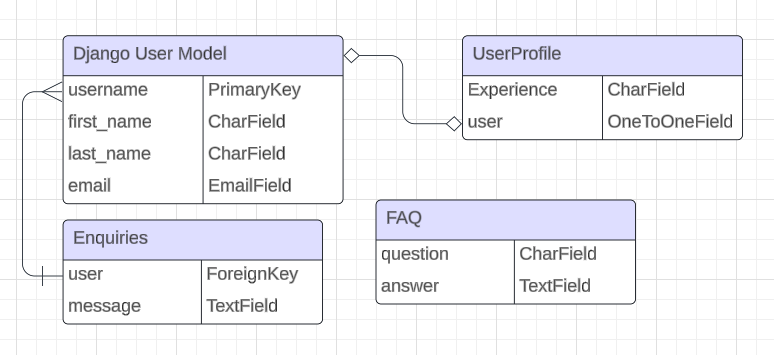 Django User Model
username PrimaryKey
first_name CharField
last_name CharField
email EmailField
UserProfile
Experience CharField
user OneToOneField
Enquiries
user ForeignKey
message TextField
FAQ
question CharField
answer TextField